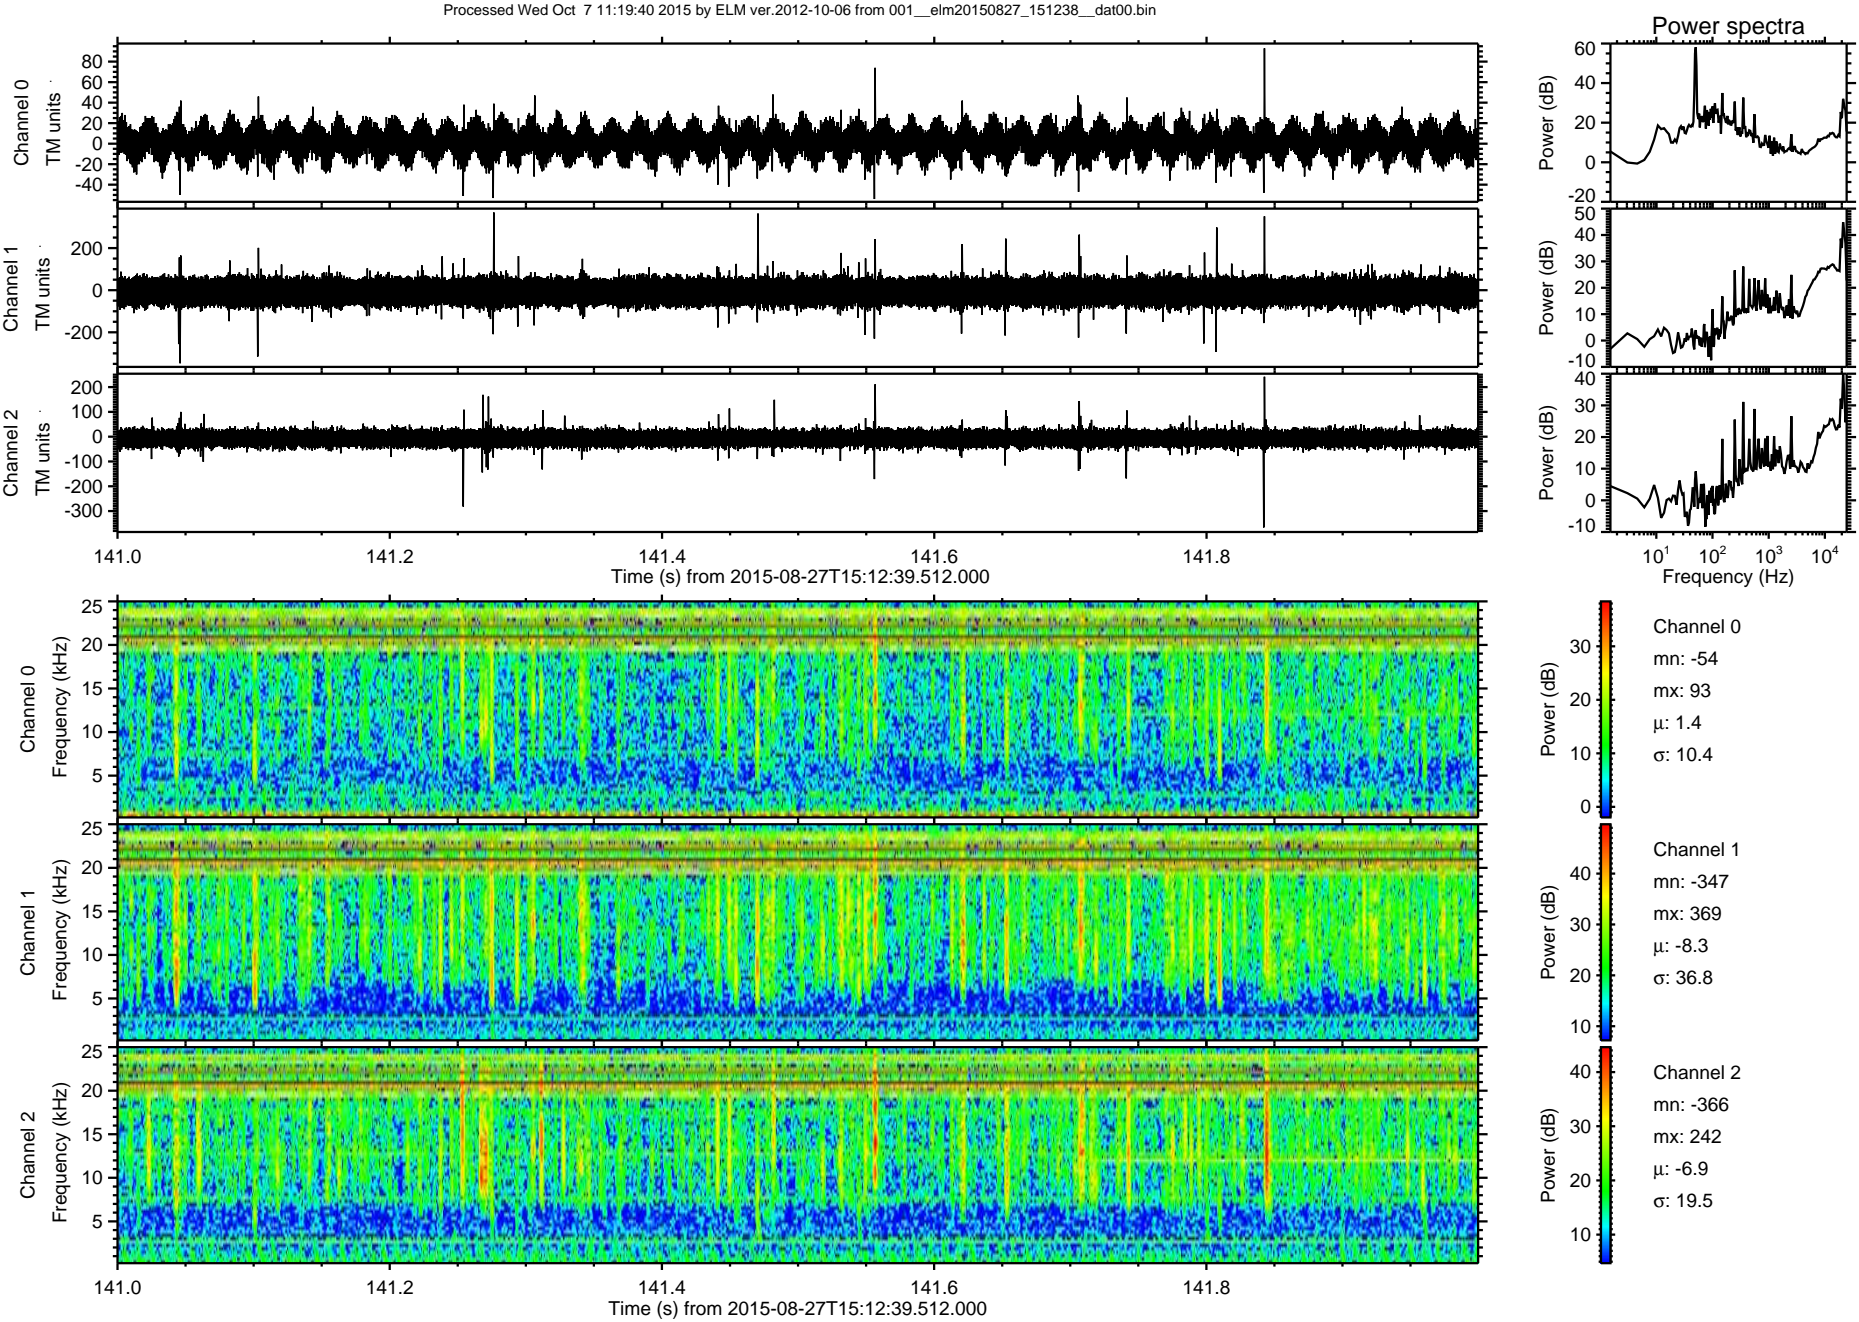 Processed Wed Oct 7 11:19:40 2015 by ELM ver.2012-10-06 from 001__elm20150827_151238__dat00.bin
Power spectra
Channel 0
TM units
80
60
40
20
0
-20
-40
Power (dB)
60
40
20
0
-20
Channel 1
TM units
200
0
-200
Power (dB)
50
40
30
20
10
0
-10
Channel 2
TM units
200
100
0
-100
-200
-300
Power (dB)
40
30
20
10
0
-10
141.0 141.2 141.4 141.6 141.8
Time (s) from 2015-08-27T15:12:39.512.000
10^1 10^2 10^3 10^4
Frequency (Hz)
Channel 0
Frequency (kHz)
25
20
15
10
5
Power (dB)
30
20
10
0
Channel 0
mn: -54
mx: 93
μ: 1.4
σ: 10.4
Channel 1
Frequency (kHz)
25
20
15
10
5
Power (dB)
40
30
20
10
Channel 1
mn: -347
mx: 369
μ: -8.3
σ: 36.8
Channel 2
Frequency (kHz)
25
20
15
10
5
Power (dB)
40
30
20
10
Channel 2
mn: -366
mx: 242
μ: -6.9
σ: 19.5
141.0 141.2 141.4 141.6 141.8
Time (s) from 2015-08-27T15:12:39.512.000